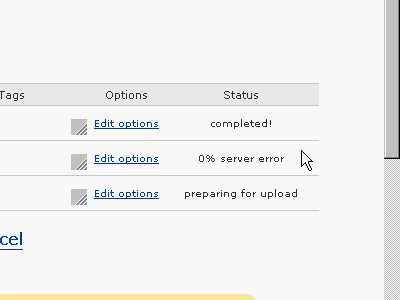 Tags Options Status
Edit options completed!
Edit options 0% server error
Edit options preparing for upload
cel